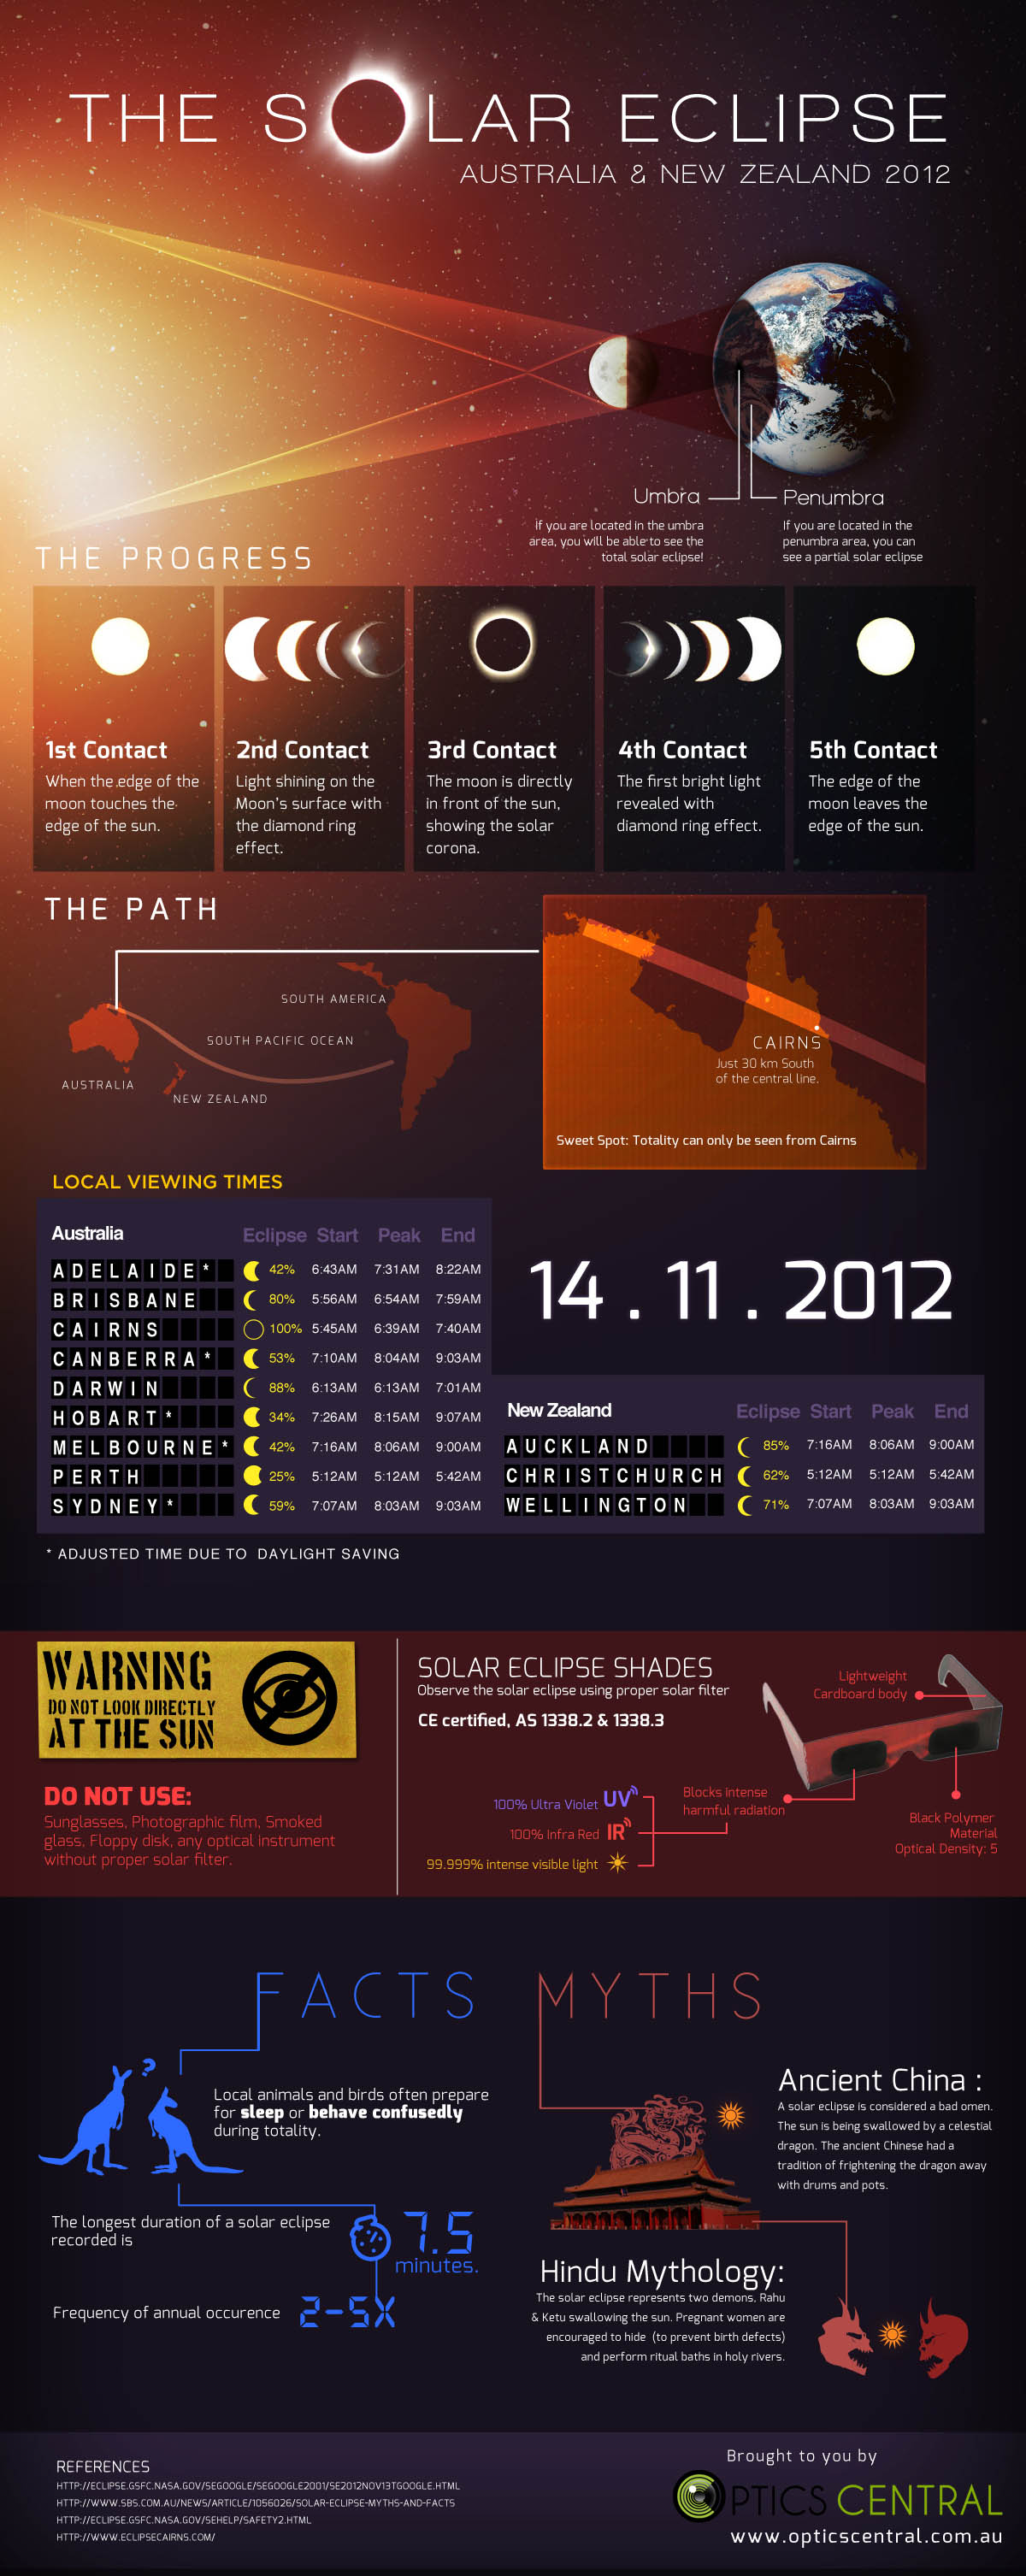 THE SOLAR ECLIPSE
AUSTRALIA & NEW ZEALAND 2012
Umbra
If you are located in the umbra
area, you will be able to see the
total solar eclipse!
Penumbra
If you are located in the
penumbra area, you can
see a partial solar eclipse
THE PROGRESS
1st Contact
When the edge of the
moon touches the
edge of the sun.
2nd Contact
Light shining on the
Moon's surface with
the diamond ring
effect.
3rd Contact
The moon is directly
in front of the sun,
showing the solar
corona.
4th Contact
The first bright light
revealed with
diamond ring effect.
5th Contact
The edge of the
moon leaves the
edge of the sun.
THE PATH
SOUTH AMERICA
SOUTH PACIFIC OCEAN
AUSTRALIA
NEW ZEALAND
CAIRNS
Just 30 km South
of the central line.
Sweet Spot: Totality can only be seen from Cairns
LOCAL VIEWING TIMES
Australia Eclipse Start Peak End
ADELAIDE* 42% 6:43AM 7:31AM 8:22AM
BRISBANE 80% 5:56AM 6:54AM 7:59AM
CAIRNS 100% 5:45AM 6:39AM 7:40AM
CANBERRA* 53% 7:10AM 8:04AM 9:03AM
DARWIN 88% 6:13AM 6:13AM 7:01AM
HOBART* 34% 7:26AM 8:15AM 9:07AM
MELBOURNE* 42% 7:16AM 8:06AM 9:00AM
PERTH 25% 5:12AM 5:12AM 5:42AM
SYDNEY* 59% 7:07AM 8:03AM 9:03AM
14 . 11 . 2012
New Zealand Eclipse Start Peak End
AUCKLAND 85% 7:16AM 8:06AM 9:00AM
CHRISTCHURCH 62% 5:12AM 5:12AM 5:42AM
WELLINGTON 71% 7:07AM 8:03AM 9:03AM
* ADJUSTED TIME DUE TO DAYLIGHT SAVING
WARNING
DO NOT LOOK DIRECTLY
AT THE SUN
DO NOT USE:
Sunglasses, Photographic film, Smoked
glass, Floppy disk, any optical instrument
without proper solar filter.
SOLAR ECLIPSE SHADES
Observe the solar eclipse using proper solar filter
CE certified, AS 1338.2 & 1338.3
Lightweight
Cardboard body
100% Ultra Violet UV
100% Infra Red IR
99.999% intense visible light
Blocks intense
harmful radiation
Black Polymer
Material
Optical Density: 5
FACTS
?
Local animals and birds often prepare
for sleep or behave confusedly
during totality.
The longest duration of a solar eclipse
recorded is
7.5
minutes.
Frequency of annual occurence 2-5X
MYTHS
Ancient China :
A solar eclipse is considered a bad omen.
The sun is being swallowed by a celestial
dragon. The ancient Chinese had a
tradition of frightening the dragon away
with drums and pots.
Hindu Mythology:
The solar eclipse represents two demons, Rahu
& Ketu swallowing the sun. Pregnant women are
encouraged to hide (to prevent birth defects)
and perform ritual baths in holy rivers.
REFERENCES
HTTP://ECLIPSE.GSFC.NASA.GOV/SEGOOGLE/SEGOOGLE2001/SE2012NOV13TGOOGLE.HTML
HTTP://WWW.SBS.COM.AU/NEWS/ARTICLE/1056026/SOLAR-ECLIPSE-MYTHS-AND-FACTS
HTTP://ECLIPSE.GSFC.NASA.GOV/SEHELP/SAFETY2.HTML
HTTP://WWW.ECLIPSECAIRNS.COM/
Brought to you by
OPTICS CENTRAL
www.opticscentral.com.au